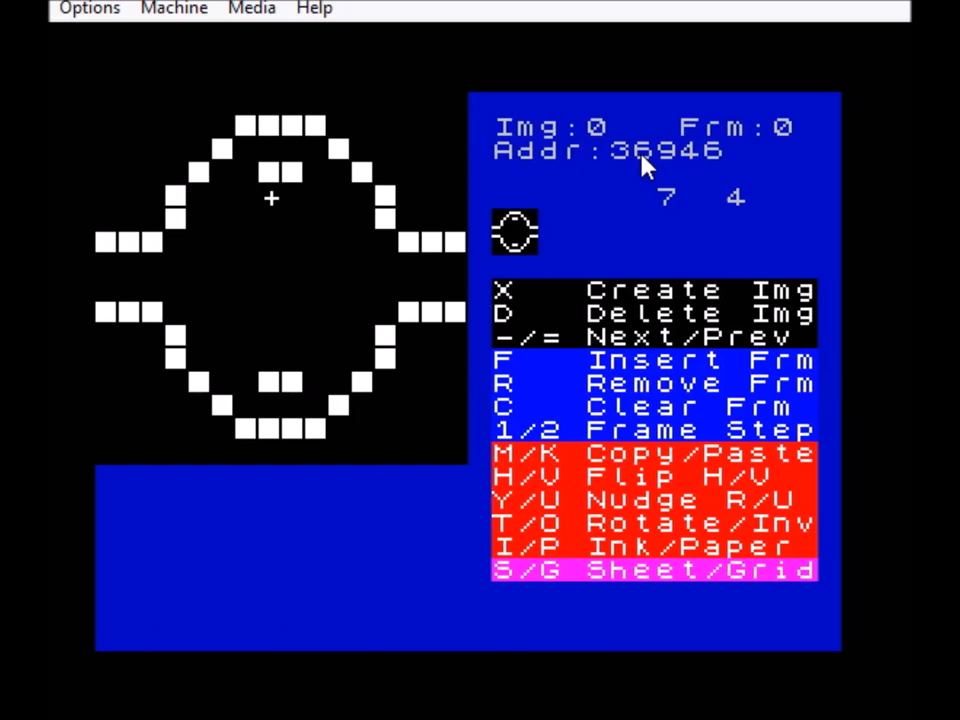 Options Machine Media Help
Img:0 Frm:0
Addr:36946
7 4
X Create Img
D Delete Img
-/= Next/Prev
F Insert Frm
R Remove Frm
C Clear Frm
1/2 Frame Step
M/K Copy/Paste
H/V Flip H/V
Y/U Nudge R/U
T/O Rotate/Inv
I/P Ink/Paper
S/G Sheet/Grid